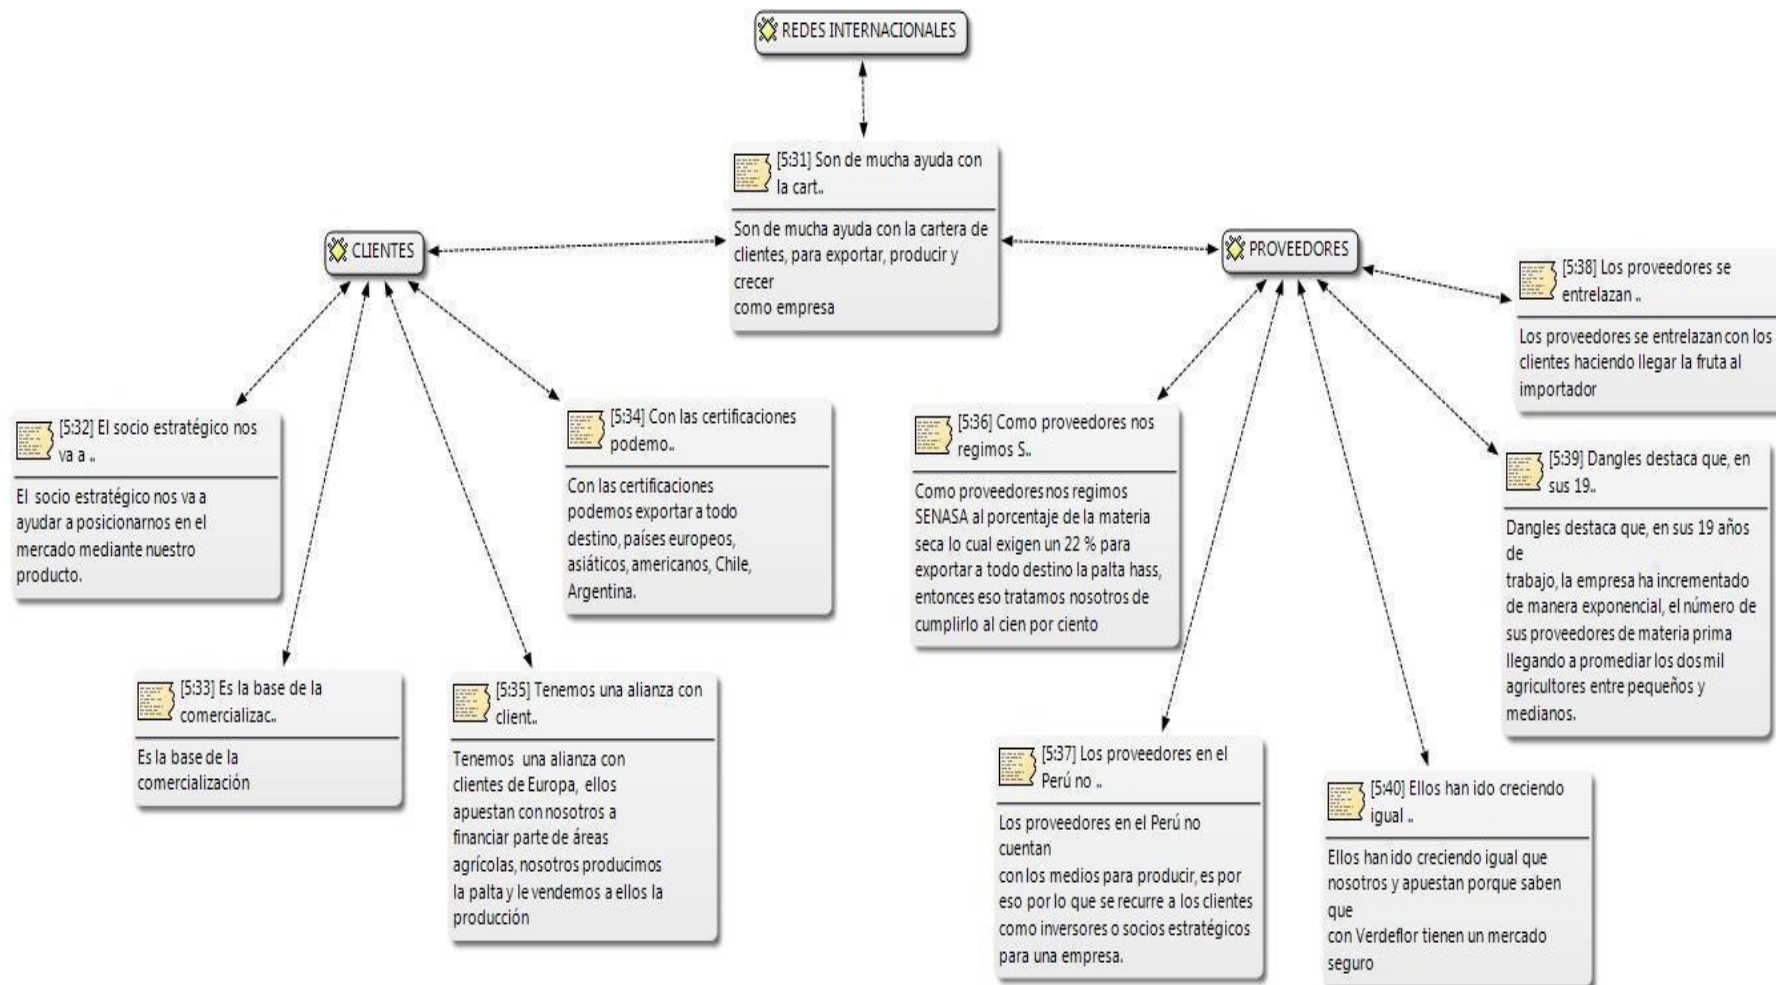 REDES INTERNACIONALES
[5:31] Son de mucha ayuda con
la cart..
Son de mucha ayuda con la cartera de
clientes, para exportar, producir y
crecer
como empresa
CLIENTES
PROVEEDORES
[5:38] Los proveedores se
entrelazan ..
Los proveedores se entrelazan con los
clientes haciendo llegar la fruta al
importador
[5:32] El socio estratégico nos
va a ..
El socio estratégico nos va a
ayudar a posicionarnos en el
mercado mediante nuestro
producto.
[5:34] Con las certificaciones
podemo..
Con las certificaciones
podemos exportar a todo
destino, países europeos,
asiáticos, americanos, Chile,
Argentina.
[5:36] Como proveedores nos
regimos S..
Como proveedores nos regimos
SENASA al porcentaje de la materia
seca lo cual exigen un 22 % para
exportar a todo destino la palta hass,
entonces eso tratamos nosotros de
cumplirlo al cien por ciento
[5:39] Dangles destaca que, en
sus 19..
Dangles destaca que, en sus 19 años
de
trabajo, la empresa ha incrementado
de manera exponencial, el número de
sus proveedores de materia prima
llegando a promediar los dos mil
agricultores entre pequeños y
medianos.
[5:33] Es la base de la
comercializac..
Es la base de la
comercialización
[5:35] Tenemos una alianza con
client..
Tenemos una alianza con
clientes de Europa, ellos
apuestan con nosotros a
financiar parte de áreas
agrícolas, nosotros producimos
la palta y le vendemos a ellos la
producción
[5:37] Los proveedores en el
Perú no ..
Los proveedores en el Perú no
cuentan
con los medios para producir, es por
eso por lo que se recurre a los clientes
como inversores o socios estratégicos
para una empresa.
[5:40] Ellos han ido creciendo
igual ..
Ellos han ido creciendo igual que
nosotros y apuestan porque saben
que
con Verdeflor tienen un mercado
seguro